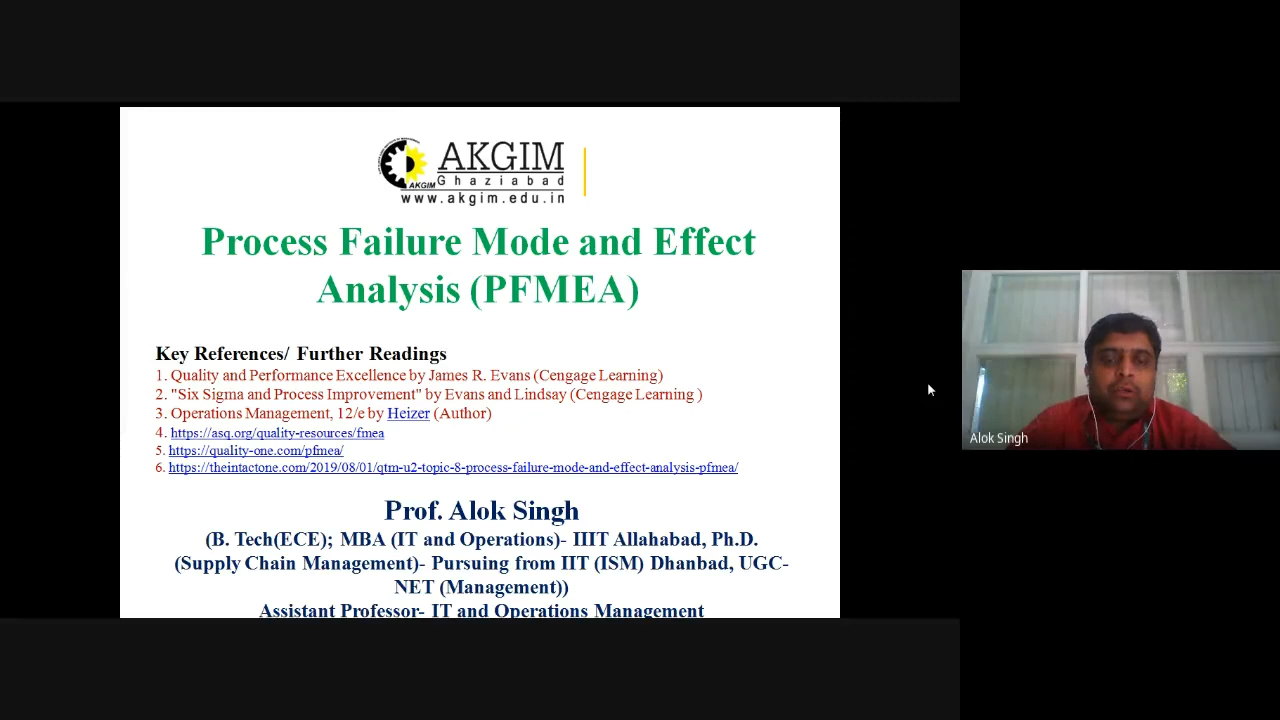 AKGIM
Ghaziabad
AKGIM
www.akgim.edu.in
Process Failure Mode and Effect
Analysis (PFMEA)
Key References/ Further Readings
1. Quality and Performance Excellence by James R. Evans (Cengage Learning)
2. "Six Sigma and Process Improvement" by Evans and Lindsay (Cengage Learning )
3. Operations Management, 12/e by Heizer (Author)
4. https://asq.org/quality-resources/fmea
5. https://quality-one.com/pfmea/
6. https://theintactone.com/2019/08/01/qtm-u2-topic-8-process-failure-mode-and-effect-analysis-pfmea/
Prof. Alok Singh
(B. Tech(ECE); MBA (IT and Operations)- IIIT Allahabad, Ph.D.
(Supply Chain Management)- Pursuing from IIT (ISM) Dhanbad, UGC-
NET (Management))
Assistant Professor- IT and Operations Management
Alok Singh